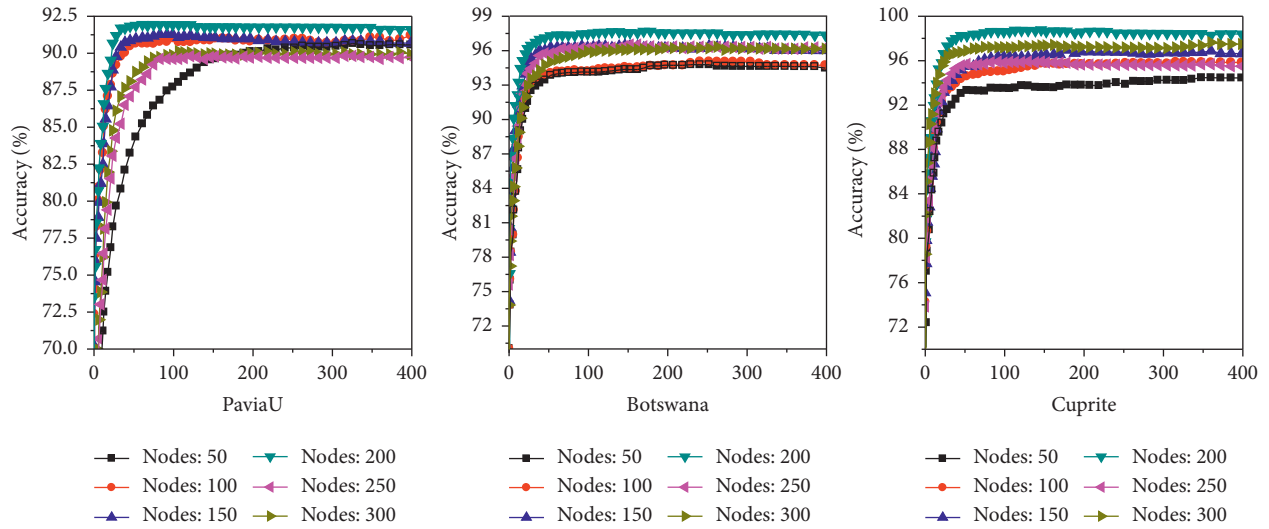 92.5
90.0
87.5
85.0
82.5
80.0
77.5
75.0
72.5
70.0
Accuracy (%)
0 100 200 300 400
PaviaU
Nodes: 50 Nodes: 200
Nodes: 100 Nodes: 250
Nodes: 150 Nodes: 300
99
96
93
90
87
84
81
78
75
72
Accuracy (%)
0 100 200 300 400
Botswana
Nodes: 50 Nodes: 200
Nodes: 100 Nodes: 250
Nodes: 150 Nodes: 300
100
96
92
88
84
80
76
72
Accuracy (%)
0 100 200 300 400
Cuprite
Nodes: 50 Nodes: 200
Nodes: 100 Nodes: 250
Nodes: 150 Nodes: 300